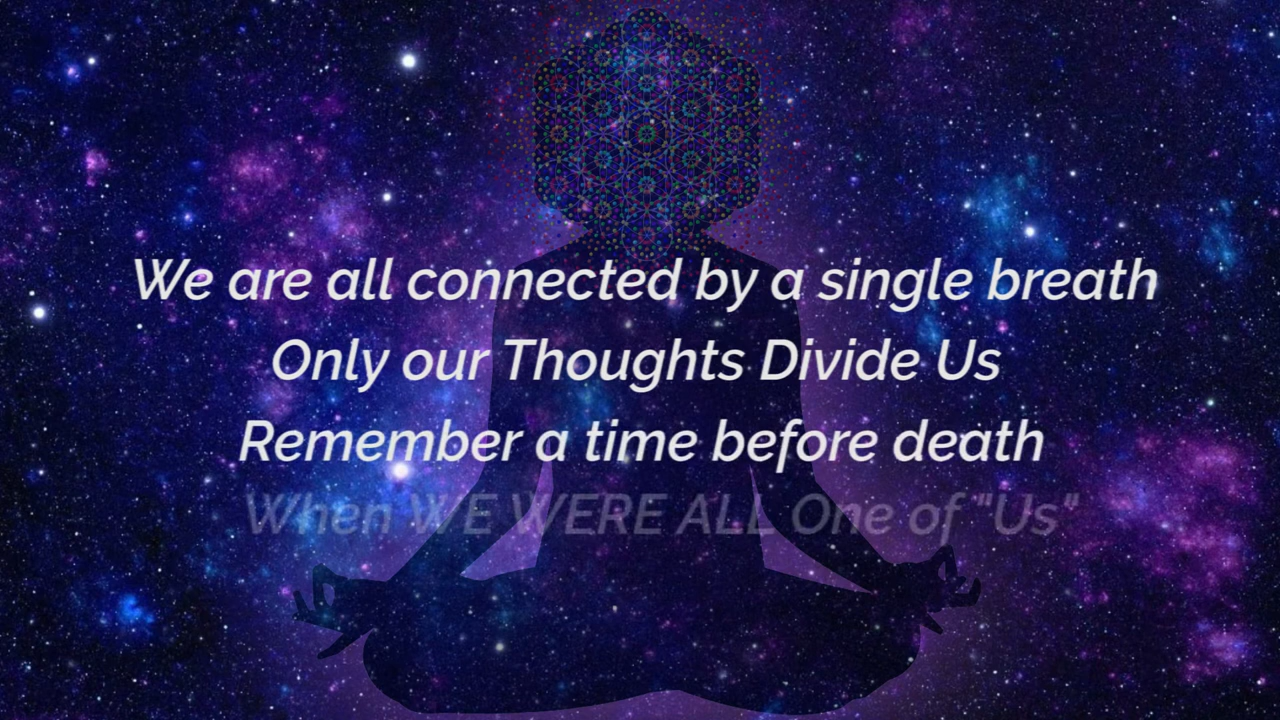 We are all connected by a single breath
Only our Thoughts Divide Us
Remember a time before death
When WE WERE ALL One of "Us"